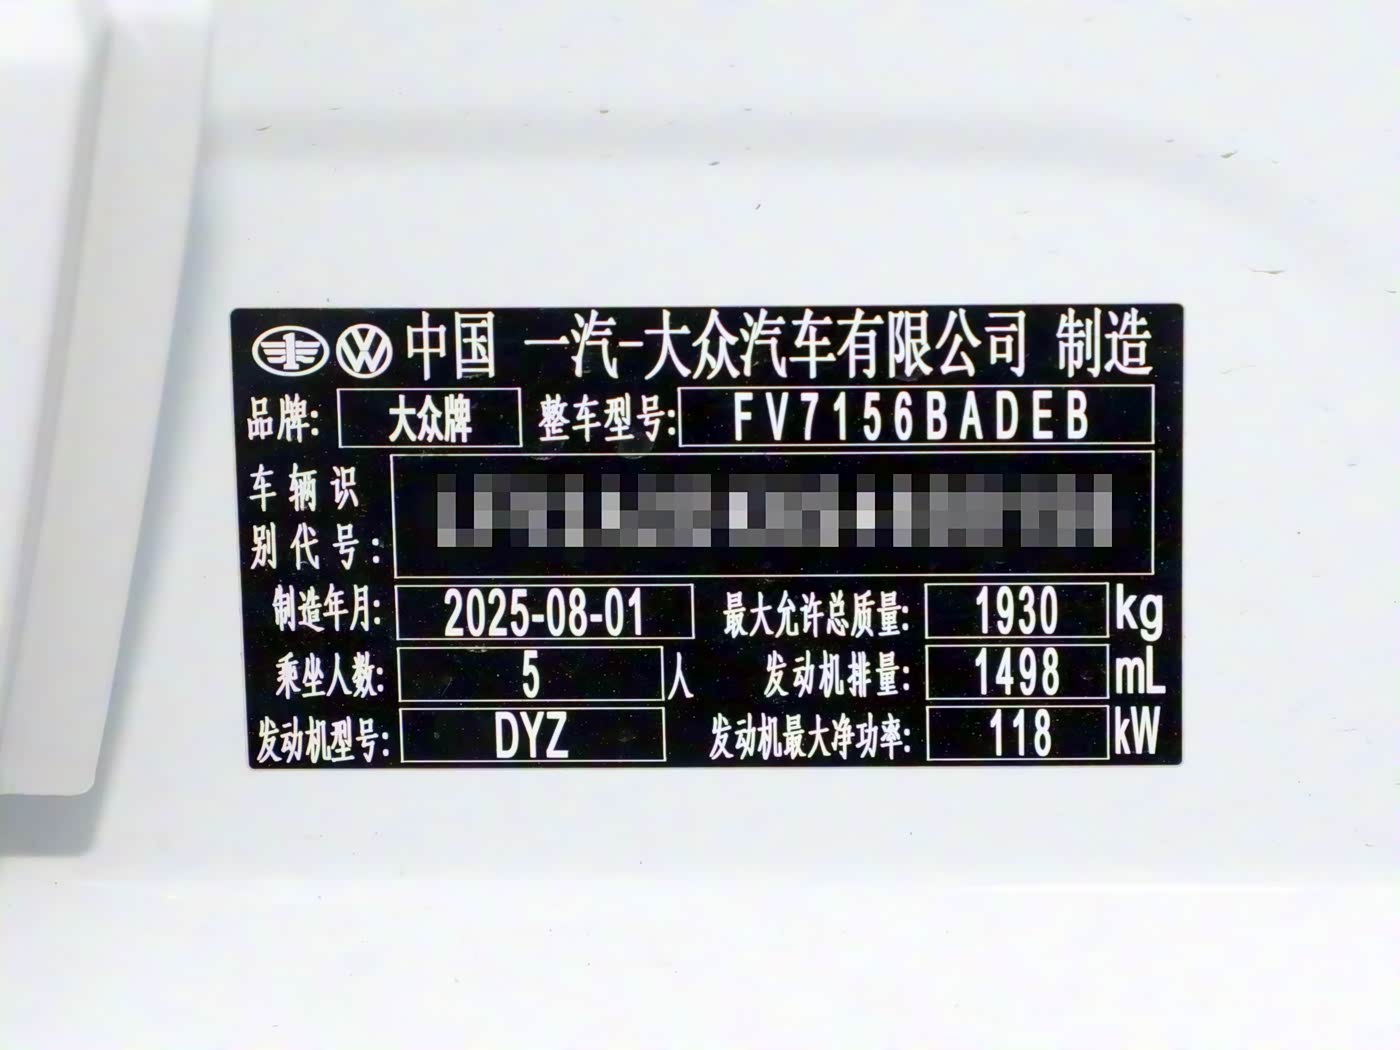 中国 一汽-大众汽车有限公司 制造
品牌: 大众牌 整车型号: FV7156BADEB
车辆识
别代号:
制造年月: 2025-08-01 最大允许总质量: 1930 kg
乘坐人数: 5 人 发动机排量: 1498 mL
发动机型号: DYZ 发动机最大净功率: 118 kW